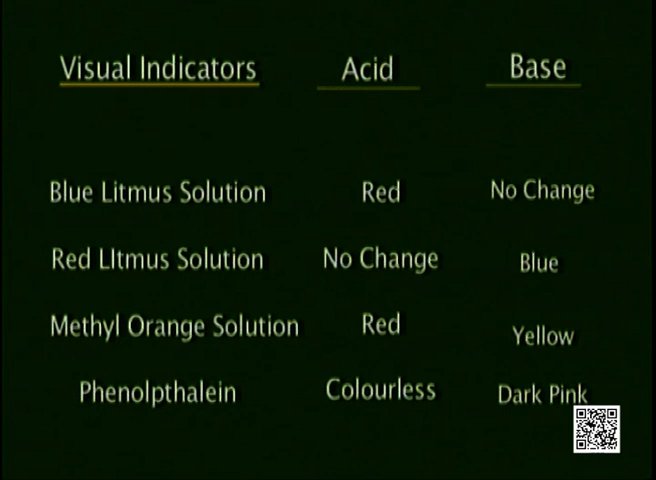 Visual Indicators Acid Base
Blue Litmus Solution Red No Change
Red LItmus Solution No Change Blue
Methyl Orange Solution Red Yellow
Phenolpthalein Colourless Dark Pink